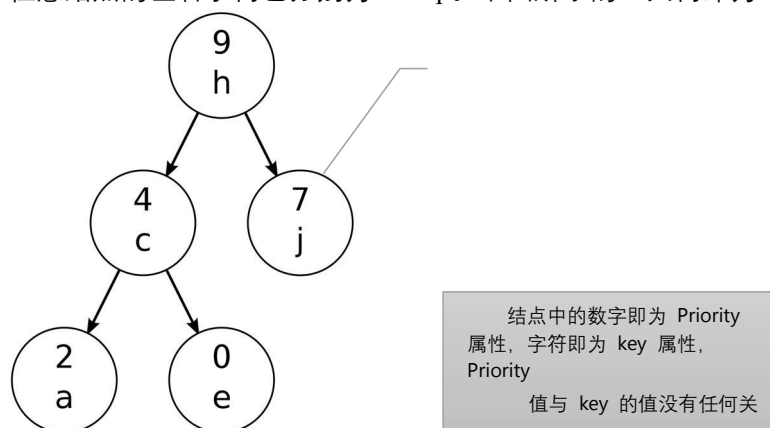 9
h
4
c
7
j
2
a
0
e
结点中的数字即为 Priority
属性，字符即为 key 属性，
Priority
值与 key 的值没有任何关